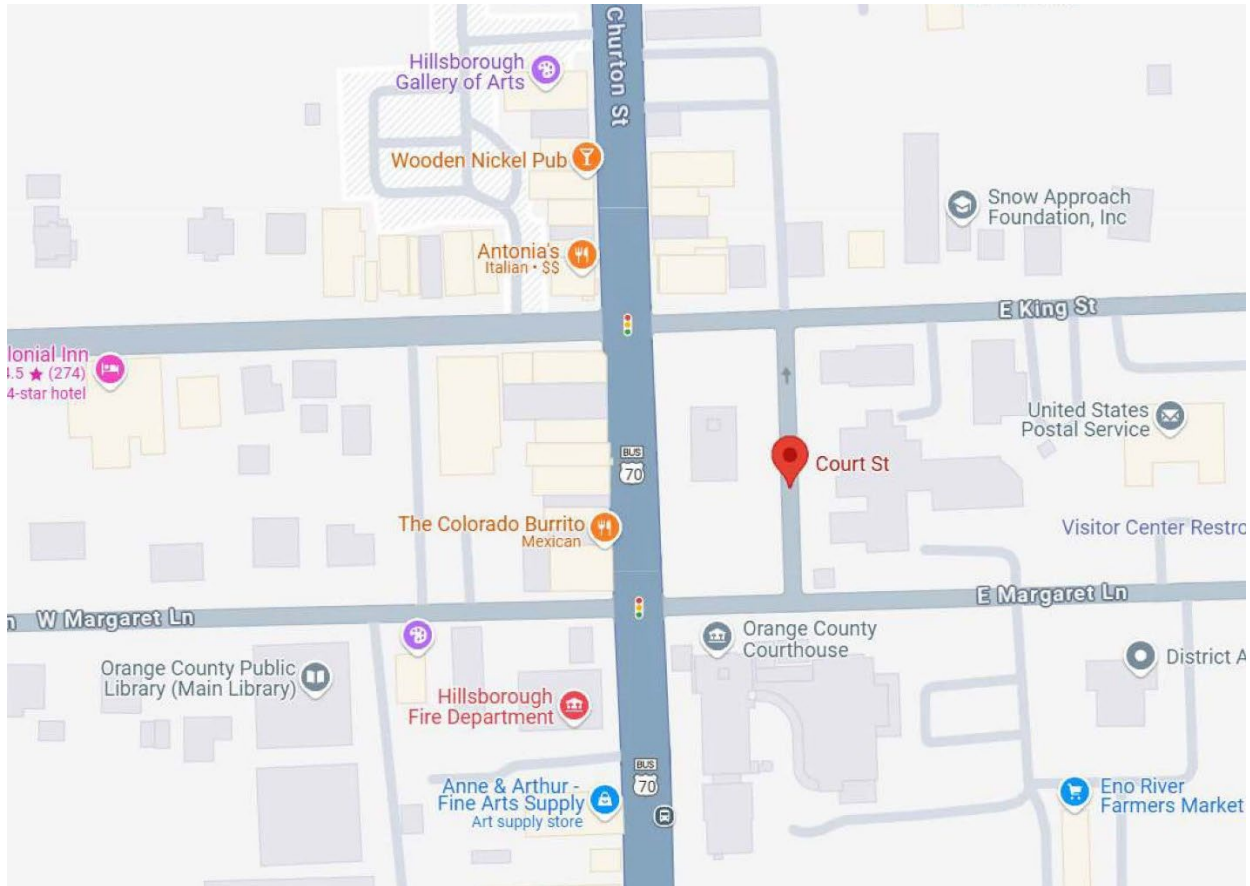 Churton St
Hillsborough
Gallery of Arts
Wooden Nickel Pub
Snow Approach
Foundation, Inc
Antonia's
Italian • $$
E King St
lonial Inn
4.5 ★ (274)
4-star hotel
United States
Postal Service
BUS
70
Court St
The Colorado Burrito
Mexican
Visitor Center Restro
E Margaret Ln
n W Margaret Ln
Orange County
Courthouse
Orange County Public
Library (Main Library)
District A
Hillsborough
Fire Department
BUS
70
Anne & Arthur -
Fine Arts Supply
Art supply store
Eno River
Farmers Market